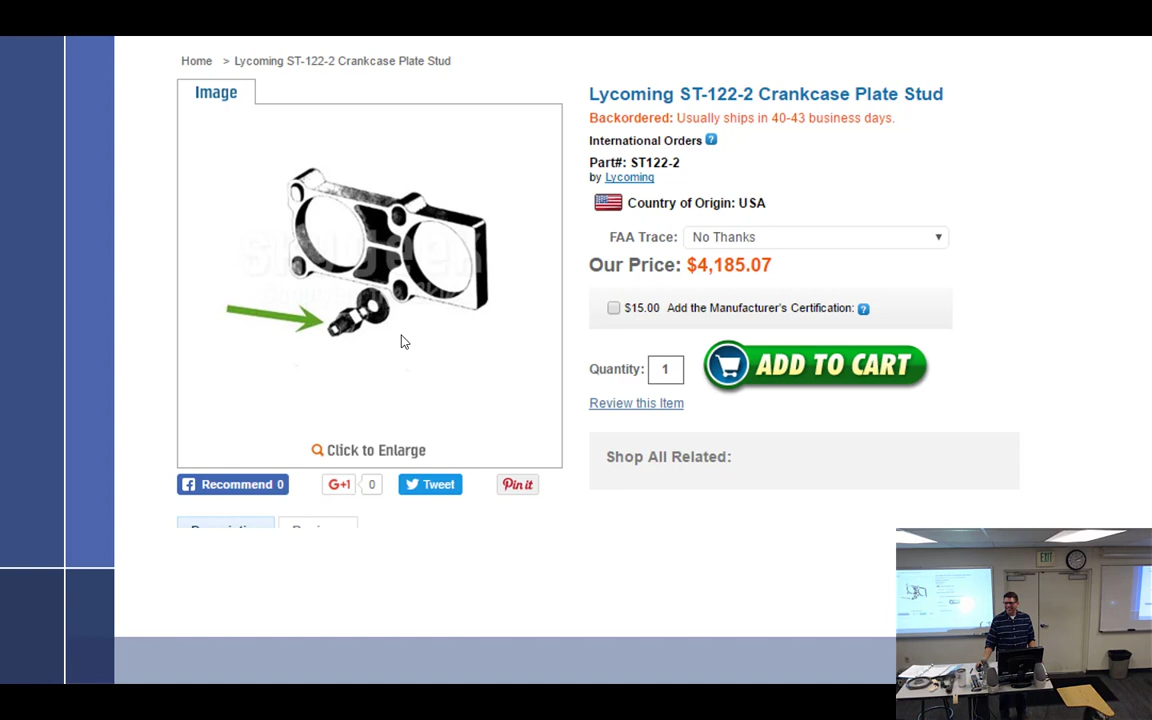 Home > Lycoming ST-122-2 Crankcase Plate Stud
Image
Lycoming ST-122-2 Crankcase Plate Stud
Backordered: Usually ships in 40-43 business days.
International Orders ?
Part#: ST122-2
by Lycoming
Country of Origin: USA
FAA Trace: No Thanks
Our Price: $4,185.07
$15.00 Add the Manufacturer's Certification: ?
Quantity: 1
ADD TO CART
Review this Item
Click to Enlarge
Shop All Related:
Recommend 0
G+1 0
Tweet
Pin it
EXIT